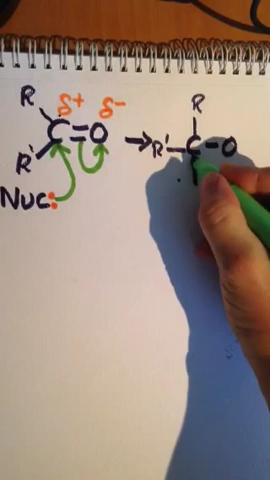 R δ+ δ-
C=O → R'-C-O
R'
Nuc:
R